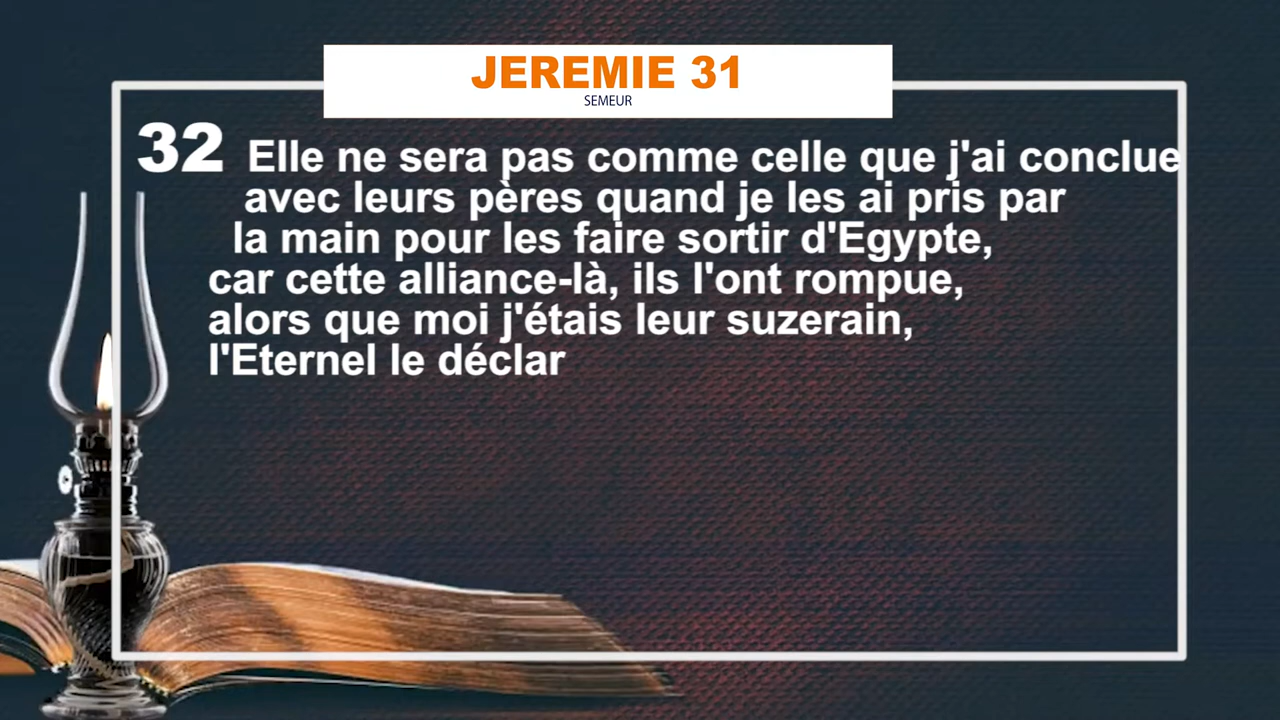 JEREMIE 31
SEMEUR
32 Elle ne sera pas comme celle que j'ai conclue
avec leurs pères quand je les ai pris par
la main pour les faire sortir d'Egypte,
car cette alliance-là, ils l'ont rompue,
alors que moi j'étais leur suzerain,
l'Eternel le déclar